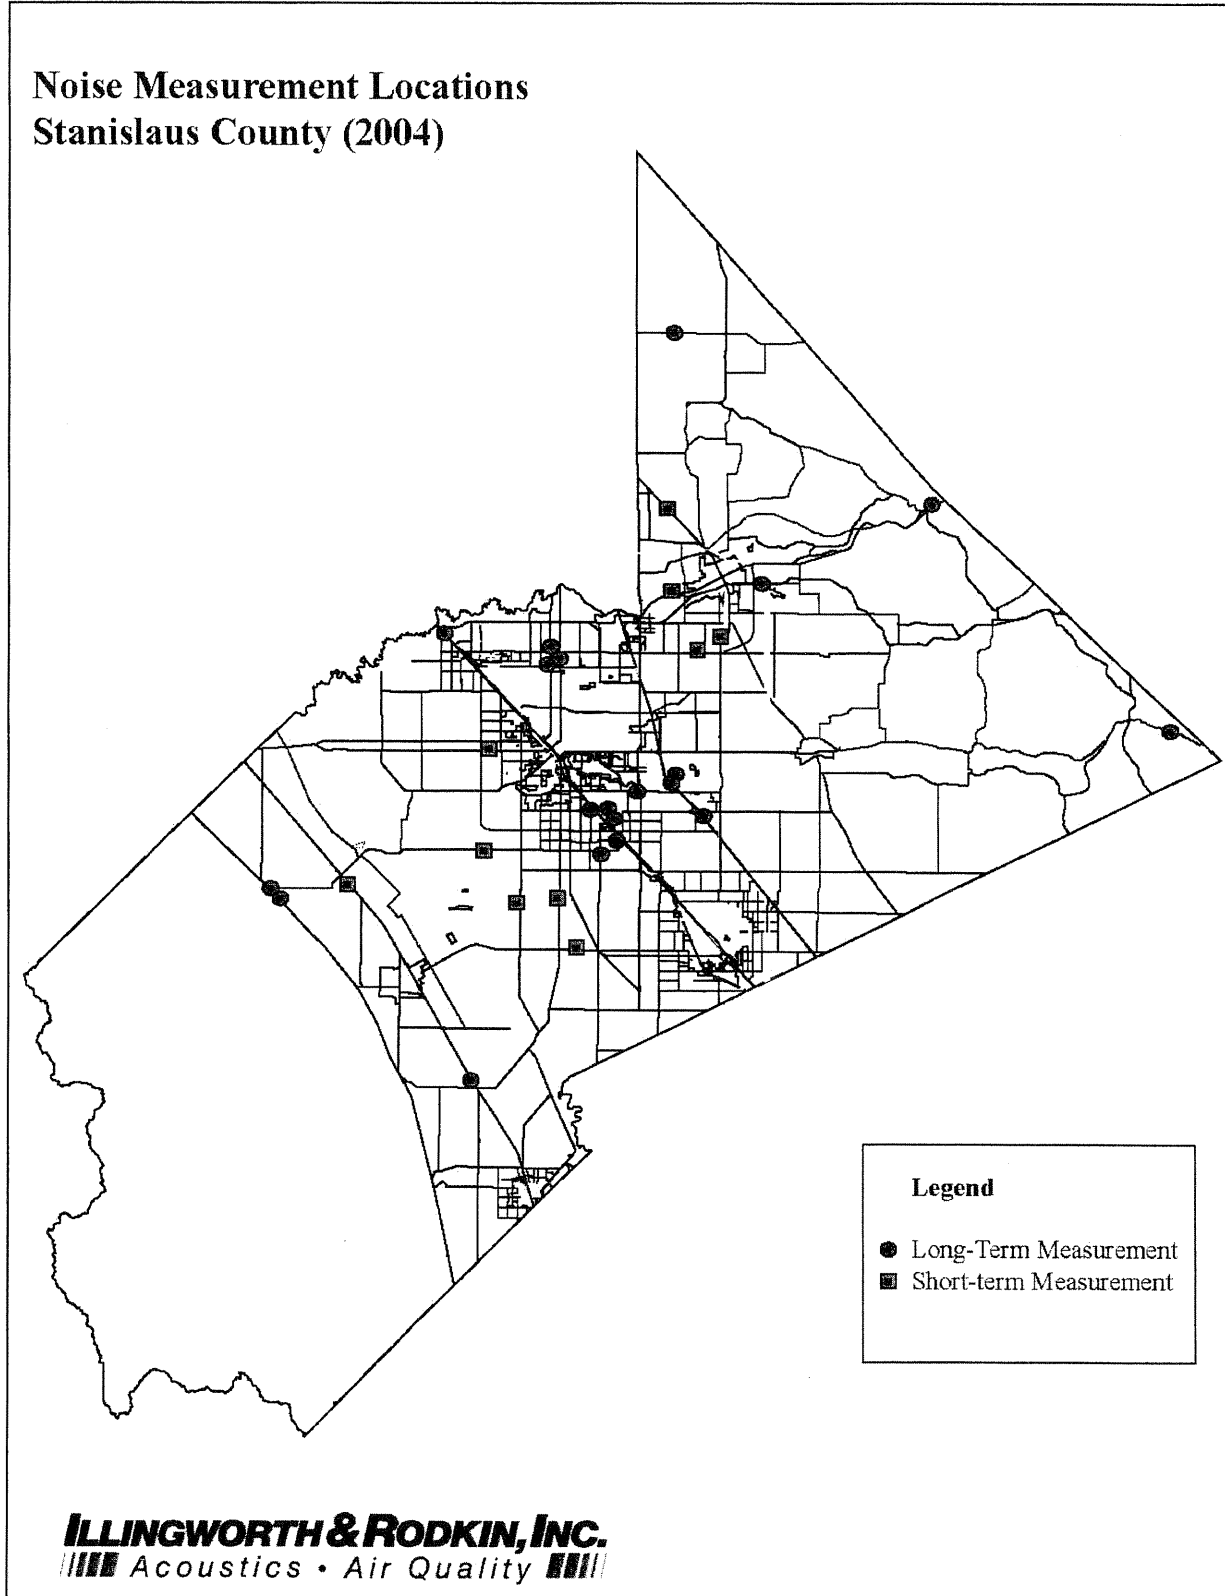 Noise Measurement Locations
Stanislaus County (2004)
Legend
Long-Term Measurement
Short-term Measurement
ILLINGWORTH & RODKIN, INC.
Acoustics • Air Quality